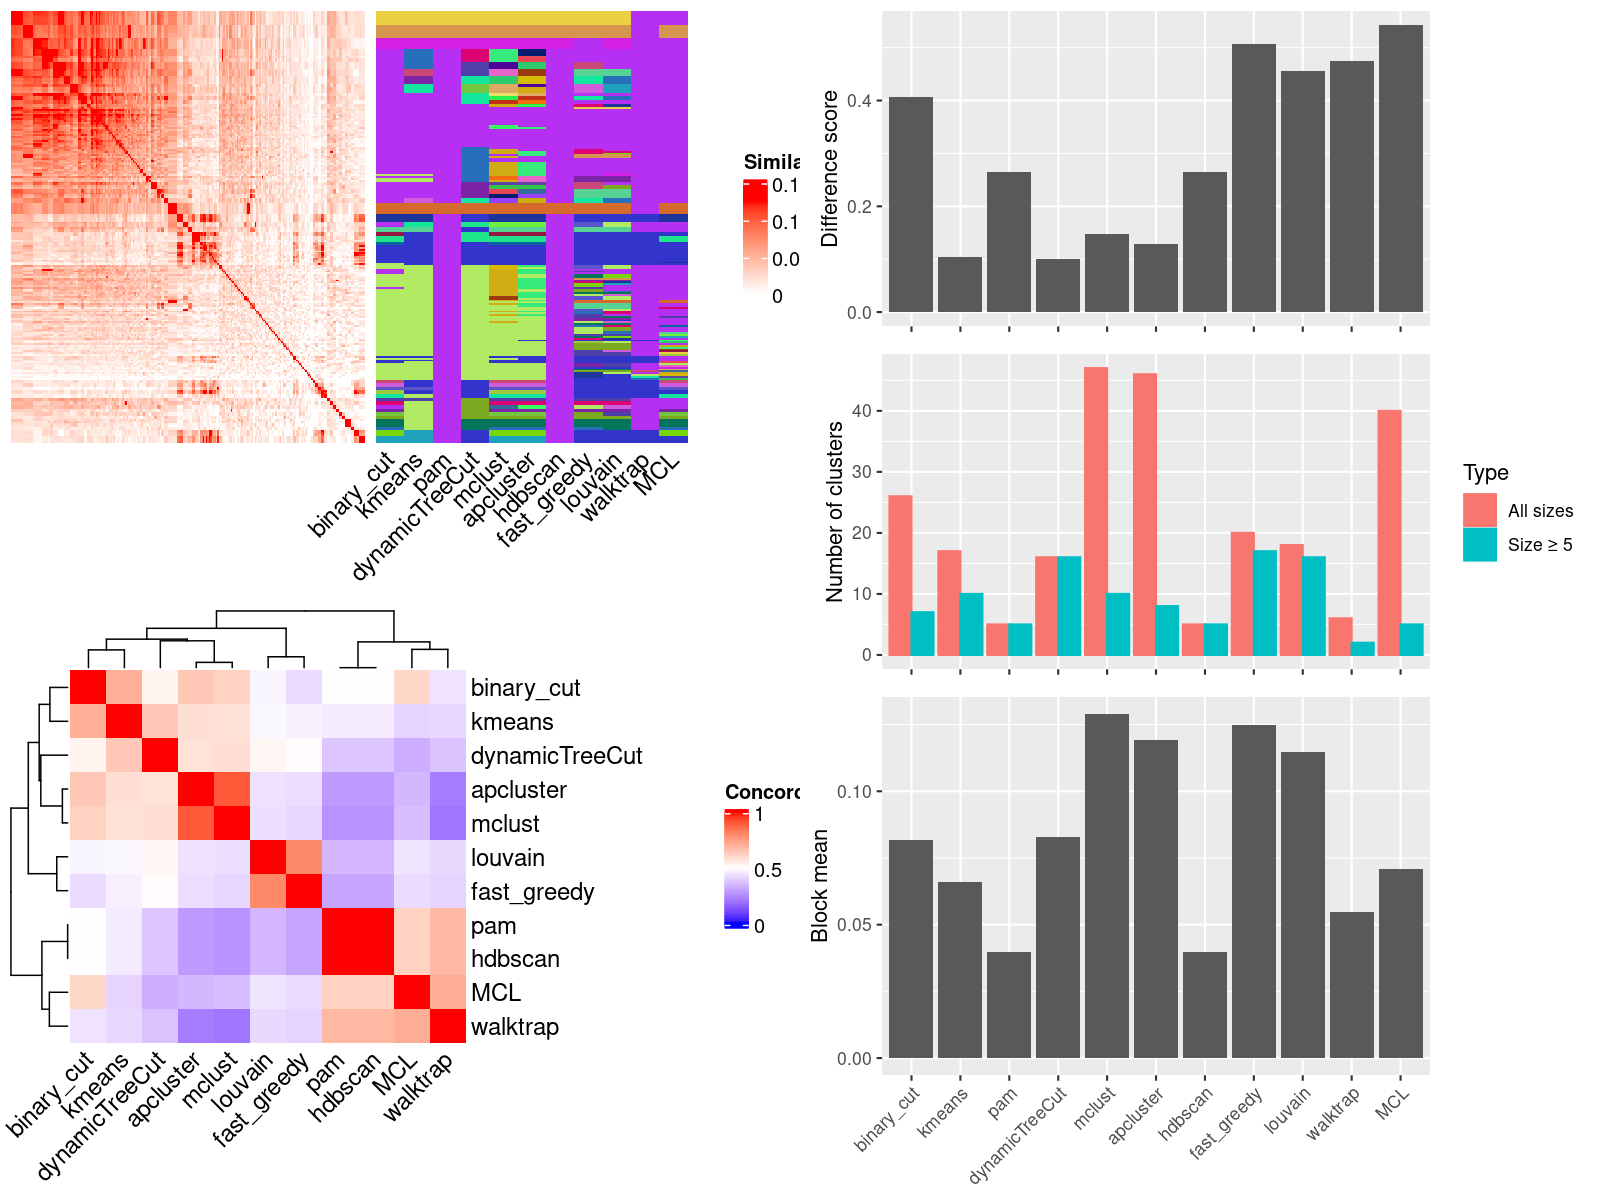 Simila
0.1
0.1
0.0
0
binary_cut
kmeans
pam
dynamicTreeCut
mclust
apcluster
hdbscan
fast_greedy
louvain
walktrap
MCL
binary_cut
kmeans
dynamicTreeCut
apcluster
mclust
louvain
fast_greedy
pam
hdbscan
MCL
walktrap
binary_cut
kmeans
dynamicTreeCut
apcluster
mclust
louvain
fast_greedy
pam
hdbscan
MCL
walktrap
Concord
1
0.5
0
Difference score
0.4
0.2
0.0
Number of clusters
40
30
20
10
0
Type
All sizes
Size ≥ 5
Block mean
0.10
0.05
0.00
binary_cut
kmeans
pam
dynamicTreeCut
mclust
apcluster
hdbscan
fast_greedy
louvain
walktrap
MCL